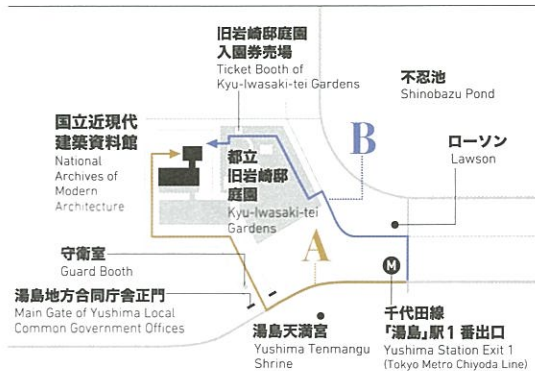 旧岩崎邸庭園
入園券売場
Ticket Booth of
Kyu-Iwasaki-tei Gardens
不忍池
Shinobazu Pond
国立近現代
建築資料館
National
Archives of
Modern
Architecture
B
ローソン
Lawson
都立
旧岩崎邸
庭園
Kyu-Iwasaki-tei
Gardens
A
守衛室
Guard Booth
M
湯島地方合同庁舎正門
Main Gate of Yushima Local
Common Government Offices
湯島天満宮
Yushima Tenmangu
Shrine
千代田線
「湯島」駅1番出口
Yushima Station Exit 1
(Tokyo Metro Chiyoda Line)